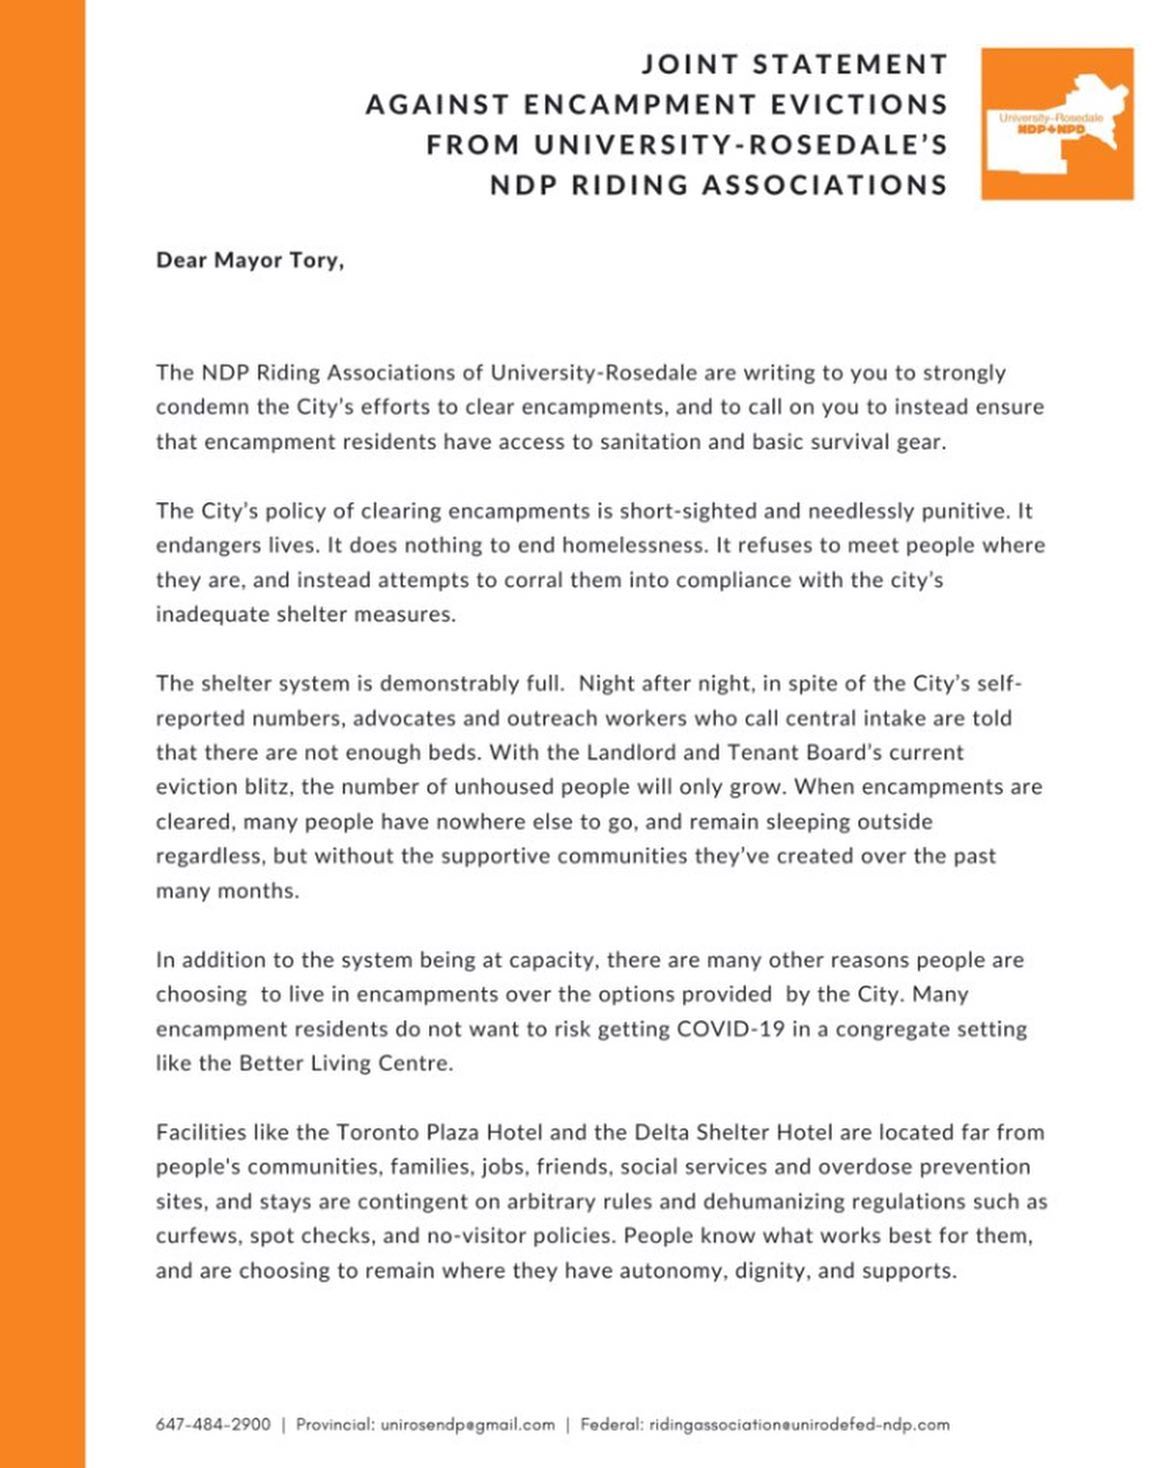 JOINT STATEMENT
AGAINST ENCAMPMENT EVICTIONS
FROM UNIVERSITY-ROSEDALE'S
NDP RIDING ASSOCIATIONS
University-Rosedale
NDP NPD
Dear Mayor Tory,
The NDP Riding Associations of University-Rosedale are writing to you to strongly
condemn the City's efforts to clear encampments, and to call on you to instead ensure
that encampment residents have access to sanitation and basic survival gear.
The City's policy of clearing encampments is short-sighted and needlessly punitive. It
endangers lives. It does nothing to end homelessness. It refuses to meet people where
they are, and instead attempts to corral them into compliance with the city's
inadequate shelter measures.
The shelter system is demonstrably full.  Night after night, in spite of the City's self-
reported numbers, advocates and outreach workers who call central intake are told
that there are not enough beds. With the Landlord and Tenant Board's current
eviction blitz, the number of unhoused people will only grow. When encampments are
cleared, many people have nowhere else to go, and remain sleeping outside
regardless, but without the supportive communities they've created over the past
many months.
In addition to the system being at capacity, there are many other reasons people are
choosing  to live in encampments over the options provided  by the City. Many
encampment residents do not want to risk getting COVID-19 in a congregate setting
like the Better Living Centre.
Facilities like the Toronto Plaza Hotel and the Delta Shelter Hotel are located far from
people's communities, families, jobs, friends, social services and overdose prevention
sites, and stays are contingent on arbitrary rules and dehumanizing regulations such as
curfews, spot checks, and no-visitor policies. People know what works best for them,
and are choosing to remain where they have autonomy, dignity, and supports.
647-484-2900 | Provincial: unirosendp@gmail.com | Federal: ridingassociation@unirodefed-ndp.com